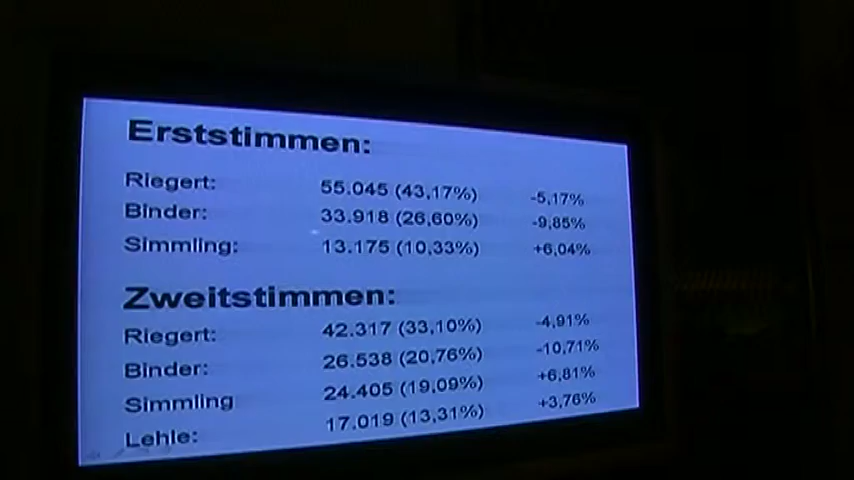 Erststimmen:
Riegert: 55.045 (43,17%) -5,17%
Binder: 33.918 (26,60%) -9,85%
Simmling: 13.175 (10,33%) +6,04%
Zweitstimmen:
Riegert: 42.317 (33,10%) -4,91%
Binder: 26.538 (20,76%) -10,71%
Simmling 24.405 (19,09%) +6,81%
Lehle: 17.019 (13,31%) +3,76%